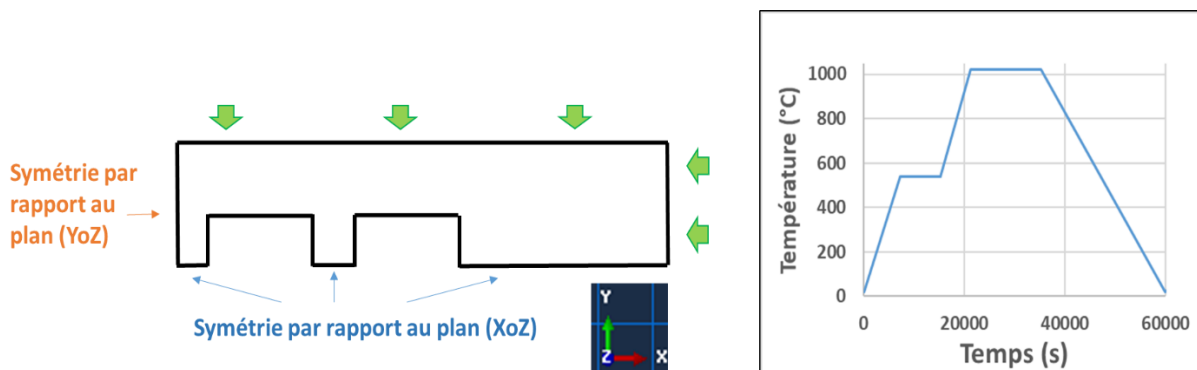 Symétrie par
rapport au
plan (YoZ)
Symétrie par rapport au plan (XoZ)
Y
Z
X
Température (°C)
1000
800
600
400
200
0
0
20000
40000
60000
Temps (s)